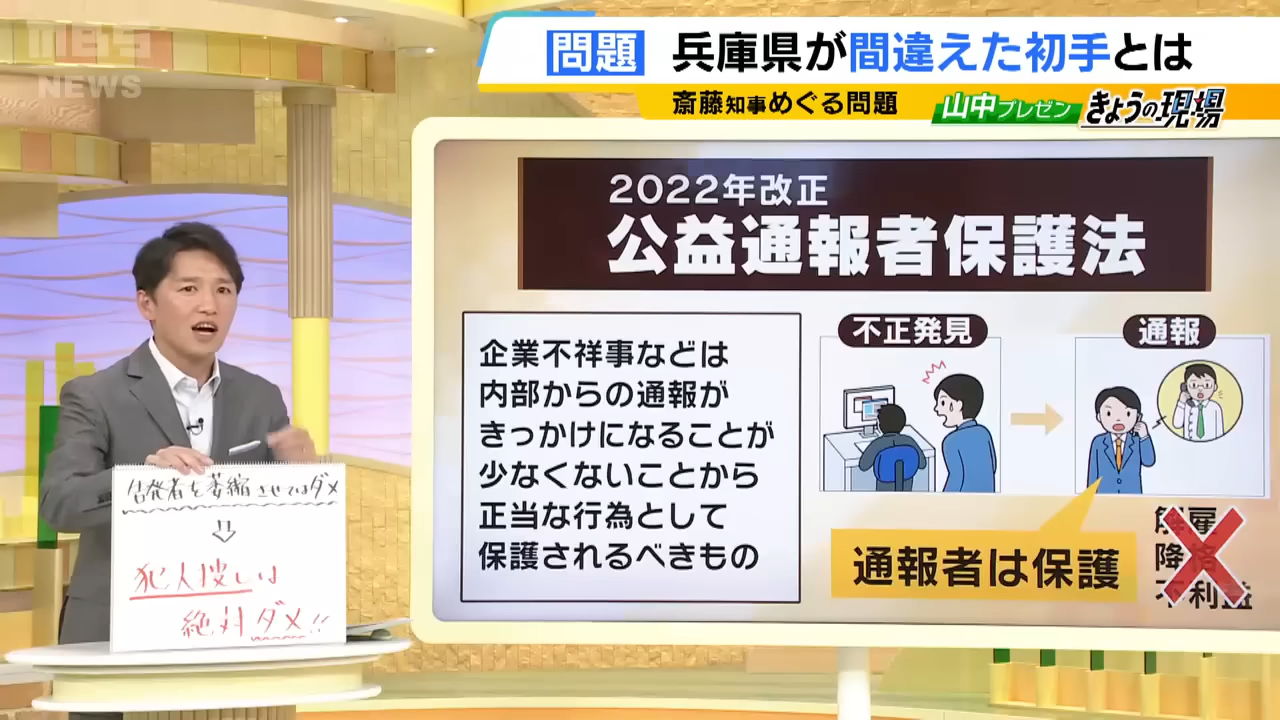 MBS
NEWS
問題 兵庫県が間違えた初手とは
斎藤知事めぐる問題
山中プレゼン きょうの現場
2022年改正
公益通報者保護法
企業不祥事などは
内部からの通報が
きっかけになることが
少なくないことから
正当な行為として
保護されるべきもの
不正発見
通報
通報者は保護
解雇
降格
不利益
告発者を萎縮させてはダメ
⇩
犯人捜しは
絶対ダメ!!